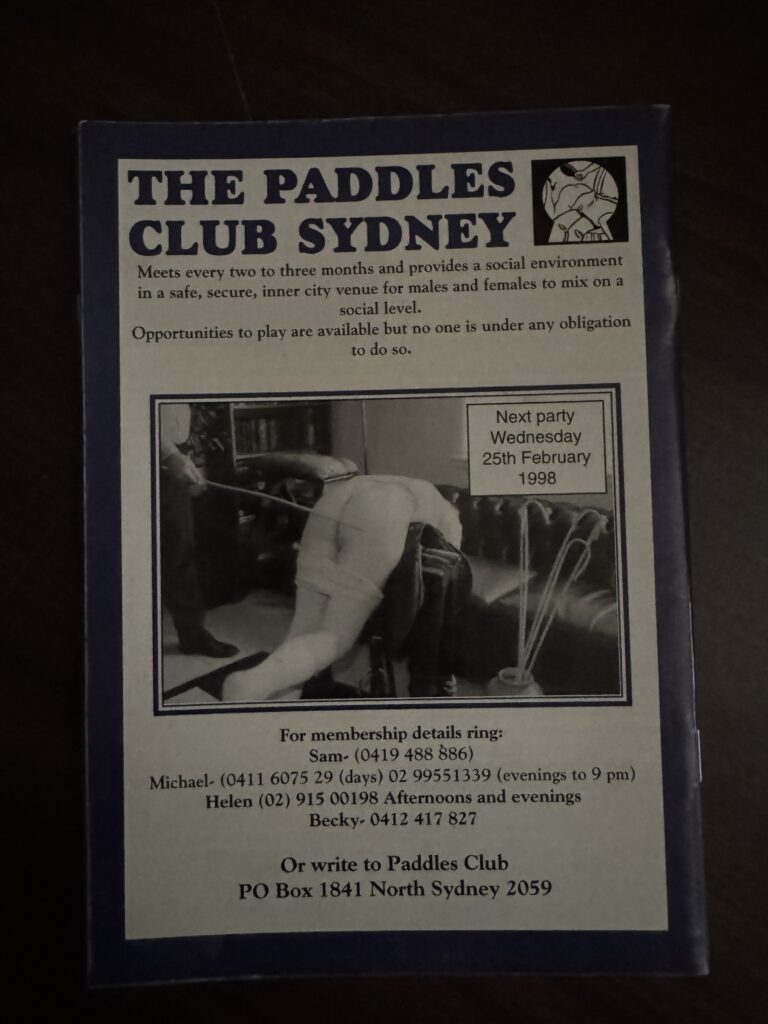 THE PADDLES
CLUB SYDNEY
Meets every two to three months and provides a social environment
in a safe, secure, inner city venue for males and females to mix on a
social level.
Opportunities to play are available but no one is under any obligation
to do so.
Next party
Wednesday
25th February
1998
For membership details ring:
Sam- (0419 488 886)
Michael- (0411 6075 29 (days) 02 99551339 (evenings to 9 pm)
Helen (02) 915 00198 Afternoons and evenings
Becky- 0412 417 827
Or write to Paddles Club
PO Box 1841 North Sydney 2059